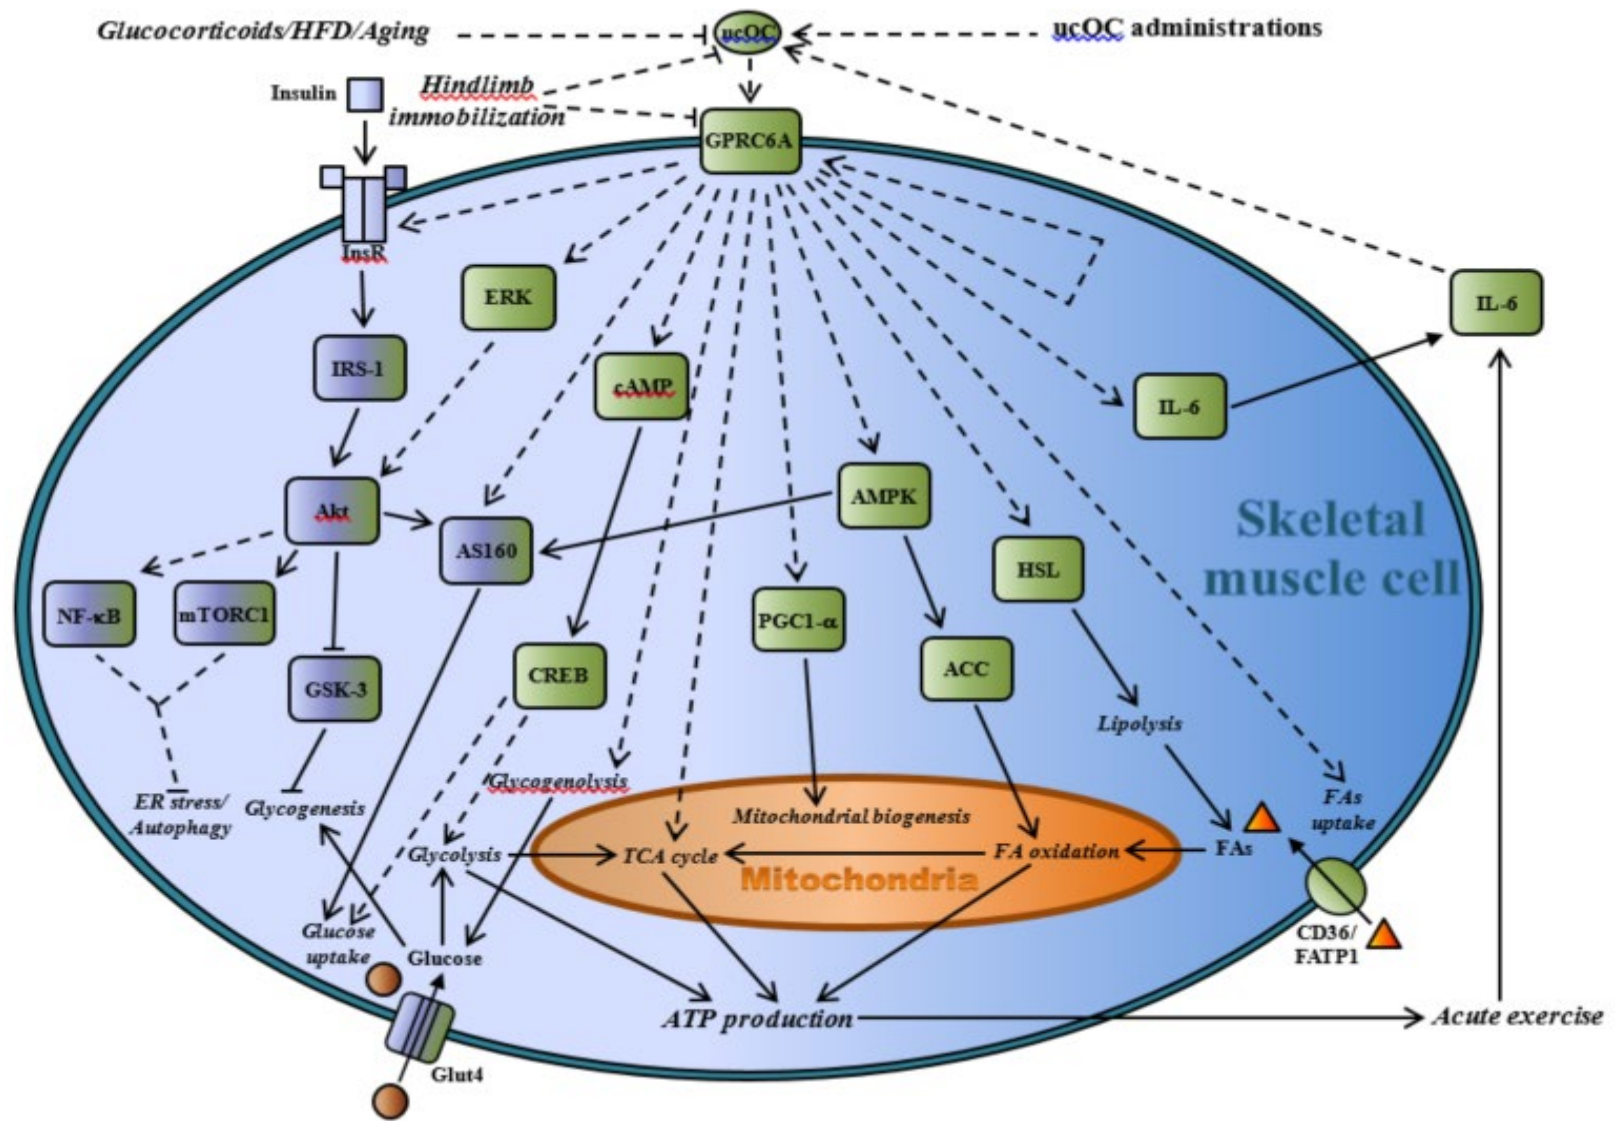 Glucocorticoids/HFD/Aging
ucOC
ucOC administrations
Insulin
Hindlimb
immobilization
GPRC6A
InsR
ERK
IL-6
IRS-1
cAMP
IL-6
Akt
AS160
AMPK
HSL
Skeletal
muscle cell
NF-κB
mTORC1
PGC1-α
GSK-3
CREB
ACC
Lipolysis
Glycogenolysis
ER stress/
Autophagy
Glycogenesis
Mitochondrial biogenesis
FAs
uptake
Glycolysis
TCA cycle
FA oxidation
FAs
Mitochondria
Glucose
uptake
Glucose
CD36/
FATP1
ATP production
Acute exercise
Glut4